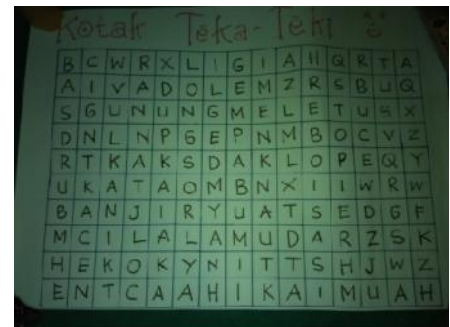 Kotak Teka-Teki
B C W R X L I G I A H Q R T A
A I V A D O L E M Z R S B U Q
S G U N U N G M E L E T U S X
D N L N P G E P N M B O C V Z
R T K A K S D A K L O P E Q Y
U K A T A O M B N X I I W R W
B A N J I R Y U A T S E D G F
M C I L A L A M U D A R Z S K
H E K O K Y N I T T S H J W Z
E N T C A A H I K A I M U A H